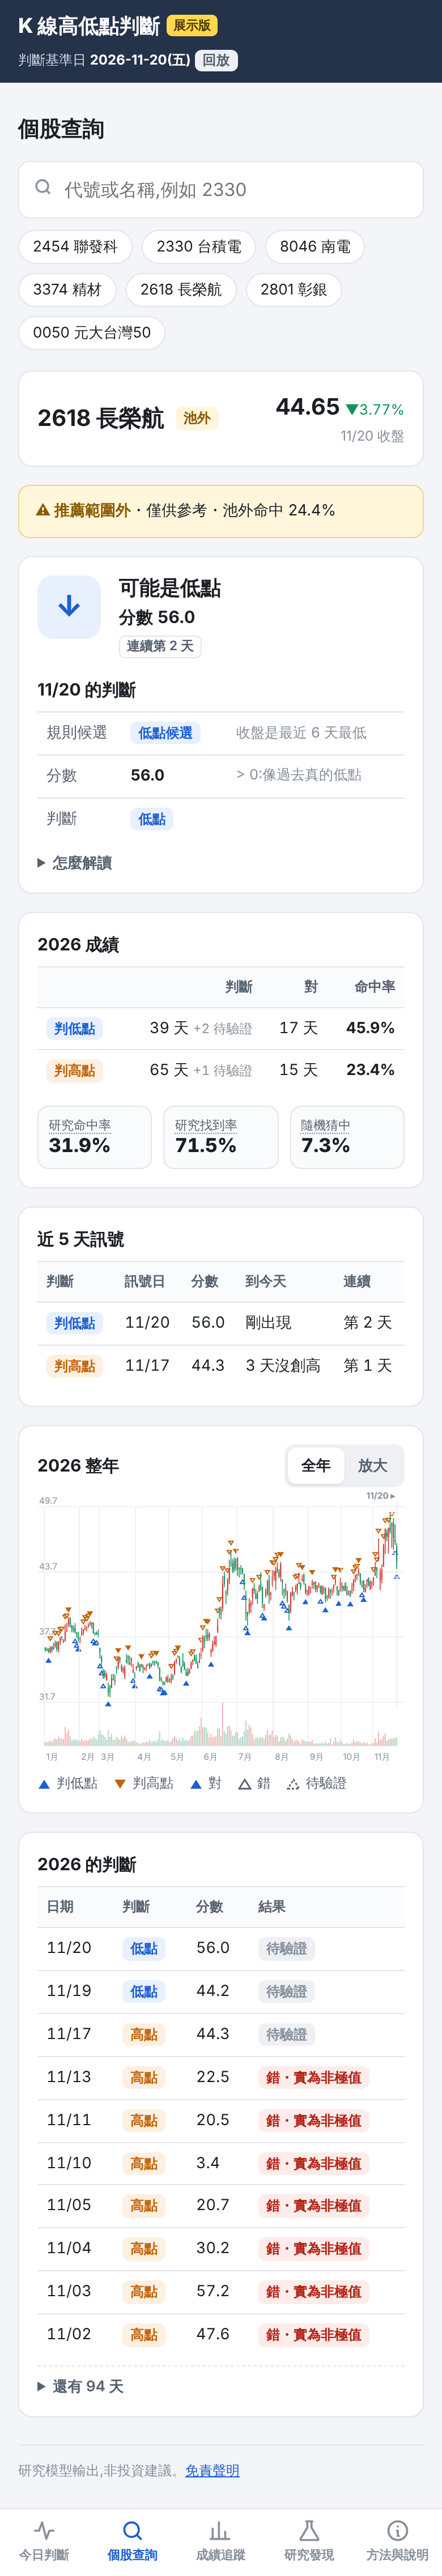 K 線高低點判斷 展示版
判斷基準日 2026-11-20(五) 回放
個股查詢
代號或名稱,例如 2330
2454 聯發科 2330 台積電 8046 南電
3374 精材 2618 長榮航 2801 彰銀
0050 元大台灣50
2618 長榮航 池外 44.65 ▼3.77%
11/20 收盤
⚠ 推薦範圍外・僅供參考・池外命中 24.4%
可能是低點
分數 56.0
連續第 2 天
11/20 的判斷
規則候選 低點候選 收盤是最近 6 天最低
分數 56.0 > 0:像過去真的低點
判斷 低點
▶ 怎麼解讀
2026 成績
判斷 對 命中率
判低點 39 天 +2 待驗證 17 天 45.9%
判高點 65 天 +1 待驗證 15 天 23.4%
研究命中率 研究找到率 隨機猜中
31.9% 71.5% 7.3%
近 5 天訊號
判斷 訊號日 分數 到今天 連續
判低點 11/20 56.0 剛出現 第 2 天
判高點 11/17 44.3 3 天沒創高 第 1 天
2026 整年 全年 放大
11/20 ▸
49.7
43.7
37.7
31.7
1月 2月 3月 4月 5月 6月 7月 8月 9月 10月 11月
▲ 判低點 ▼ 判高點 ▲ 對 △ 錯 待驗證
2026 的判斷
日期 判斷 分數 結果
11/20 低點 56.0 待驗證
11/19 低點 44.2 待驗證
11/17 高點 44.3 待驗證
11/13 高點 22.5 錯・實為非極值
11/11 高點 20.5 錯・實為非極值
11/10 高點 3.4 錯・實為非極值
11/05 高點 20.7 錯・實為非極值
11/04 高點 30.2 錯・實為非極值
11/03 高點 57.2 錯・實為非極值
11/02 高點 47.6 錯・實為非極值
▶ 還有 94 天
研究模型輸出,非投資建議。免責聲明
今日判斷 個股查詢 成績追蹤 研究發現 方法與說明